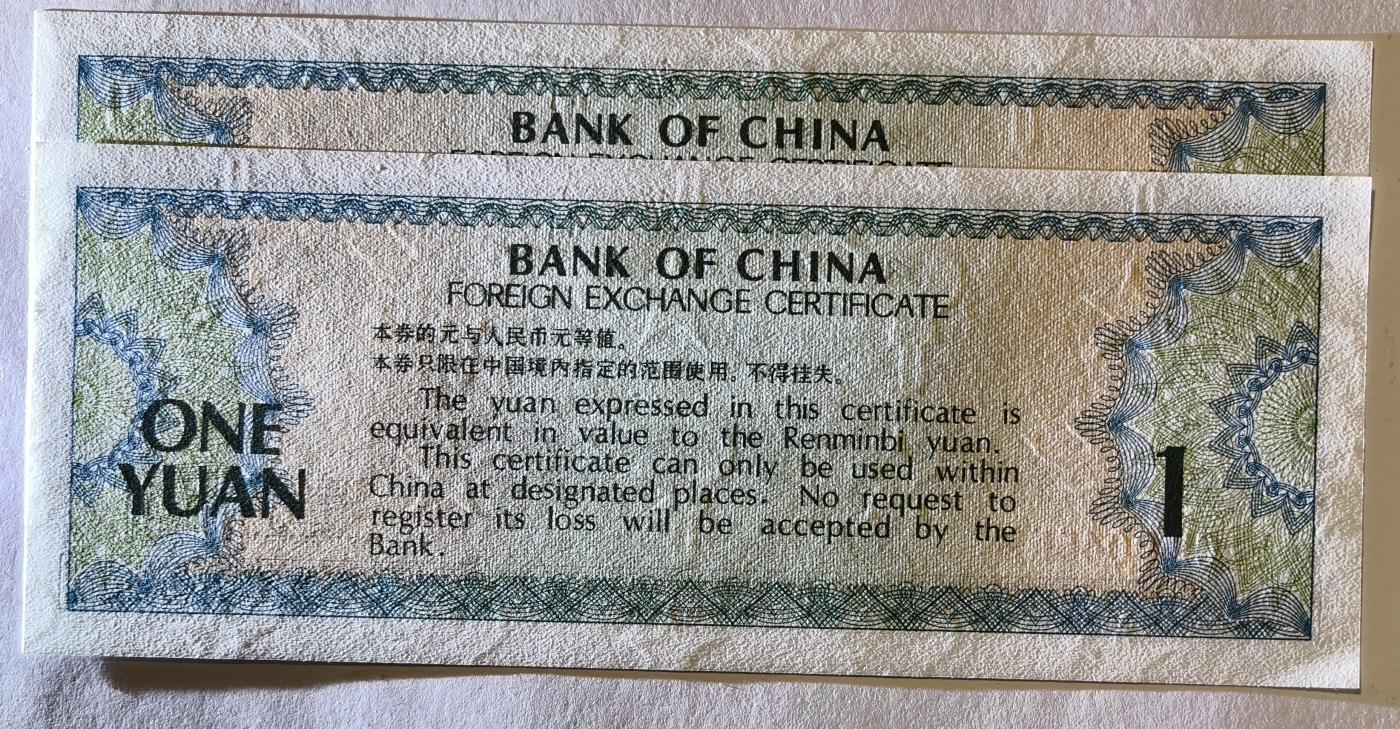 BANK OF CHINA
FOREIGN EXCHANGE CERTIFICATE
BANK OF CHINA
FOREIGN EXCHANGE CERTIFICATE
本券的元与人民币元等值。
本券只限在中国境内指定的范围使用。不得挂失。
The yuan expressed in this certificate is
equivalent in value to the Renminbi yuan.
This certificate can only be used within
China at designated places. No request to
register its loss will be accepted by the
Bank.
ONE
YUAN
1